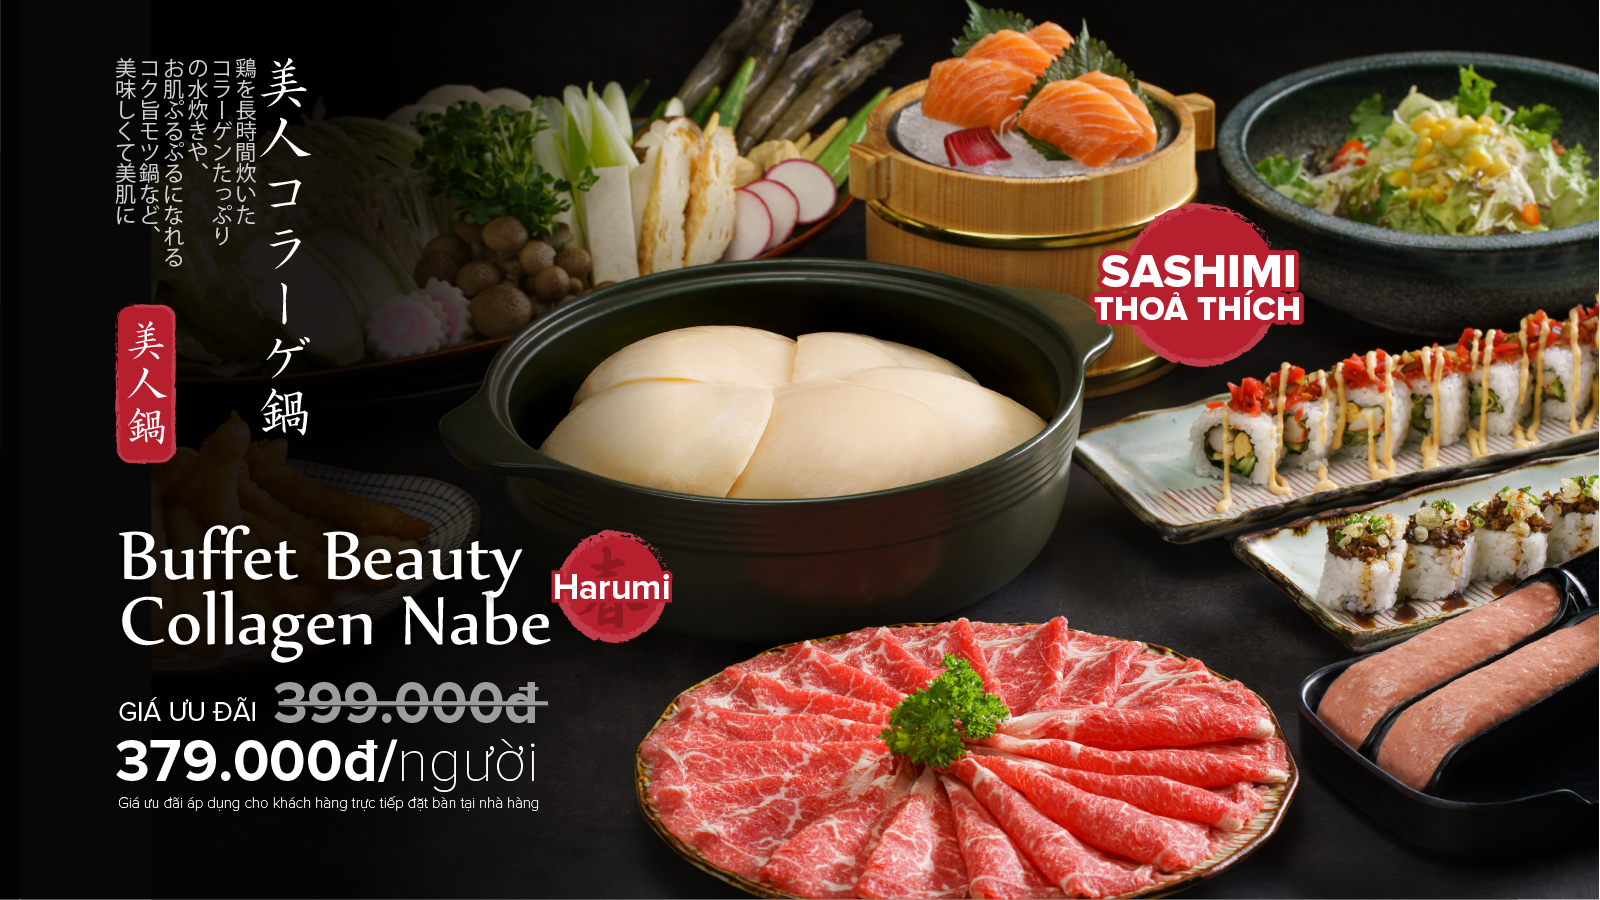 美人コラーゲ鍋
鶏を長時間炊いた
コラーゲンたっぷり
の水炊きや、
お肌ぷるぷるになれる
コク旨モツ鍋など、
美味しくて美肌に
美人鍋
SASHIMI
THOẢ THÍCH
Buffet Beauty
Collagen Nabe
春
Harumi
GIÁ ƯU ĐÃI 399.000đ
379.000đ/người
Giá ưu đãi áp dụng cho khách hàng trực tiếp đặt bàn tại nhà hàng